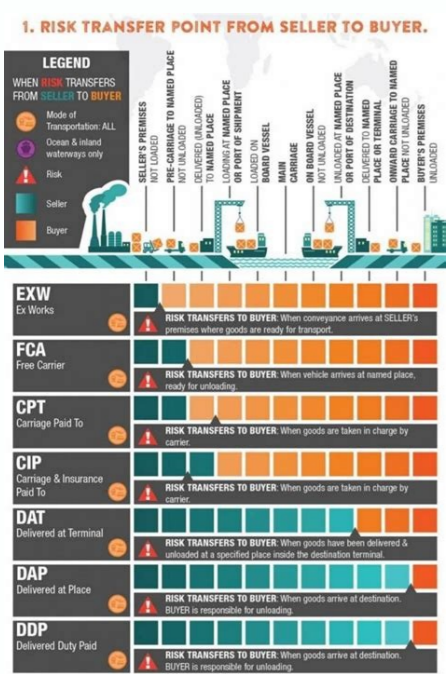 1. RISK TRANSFER POINT FROM SELLER TO BUYER.
LEGEND
WHEN RISK TRANSFERS
FROM SELLER TO BUYER
Mode of
Transportation: ALL
Ocean & inland
waterways only
Risk
Seller
Buyer
SELLER'S PREMISES
NOT LOADED
PRE-CARRIAGE TO NAMED PLACE
NOT UNLOADED
DELIVERED (UNLOADED)
TO NAMED PLACE
LOADING AT NAMED PLACE
OR PORT OF SHIPMENT
LOADED ON
BOARD VESSEL
MAIN
CARRIAGE
ON BOARD VESSEL
NOT UNLOADED
UNLOADED AT NAMED PLACE
OR PORT OF DESTINATION
DELIVERED TO NAMED
PLACE OR TERMINAL
ONWARD CARRIAGE TO NAMED
PLACE NOT UNLOADED
BUYER'S PREMISES
UNLOADED
EXW
Ex Works
RISK TRANSFERS TO BUYER: When conveyance arrives at SELLER's
premises where goods are ready for transport.
FCA
Free Carrier
RISK TRANSFERS TO BUYER: When vehicle arrives at named place,
ready for unloading.
CPT
Carriage Paid To
RISK TRANSFERS TO BUYER: When goods are taken in charge by
carrier.
CIP
Carriage & Insurance
Paid To
RISK TRANSFERS TO BUYER: When goods are taken in charge by
carrier.
DAT
Delivered at Terminal
RISK TRANSFERS TO BUYER: When goods have been delivered &
unloaded at a specified place inside the destination terminal.
DAP
Delivered at Place
RISK TRANSFERS TO BUYER: When goods arrive at destination.
BUYER is responsible for unloading.
DDP
Delivered Duty Paid
RISK TRANSFERS TO BUYER: When goods arrive at destination.
BUYER is responsible for unloading.